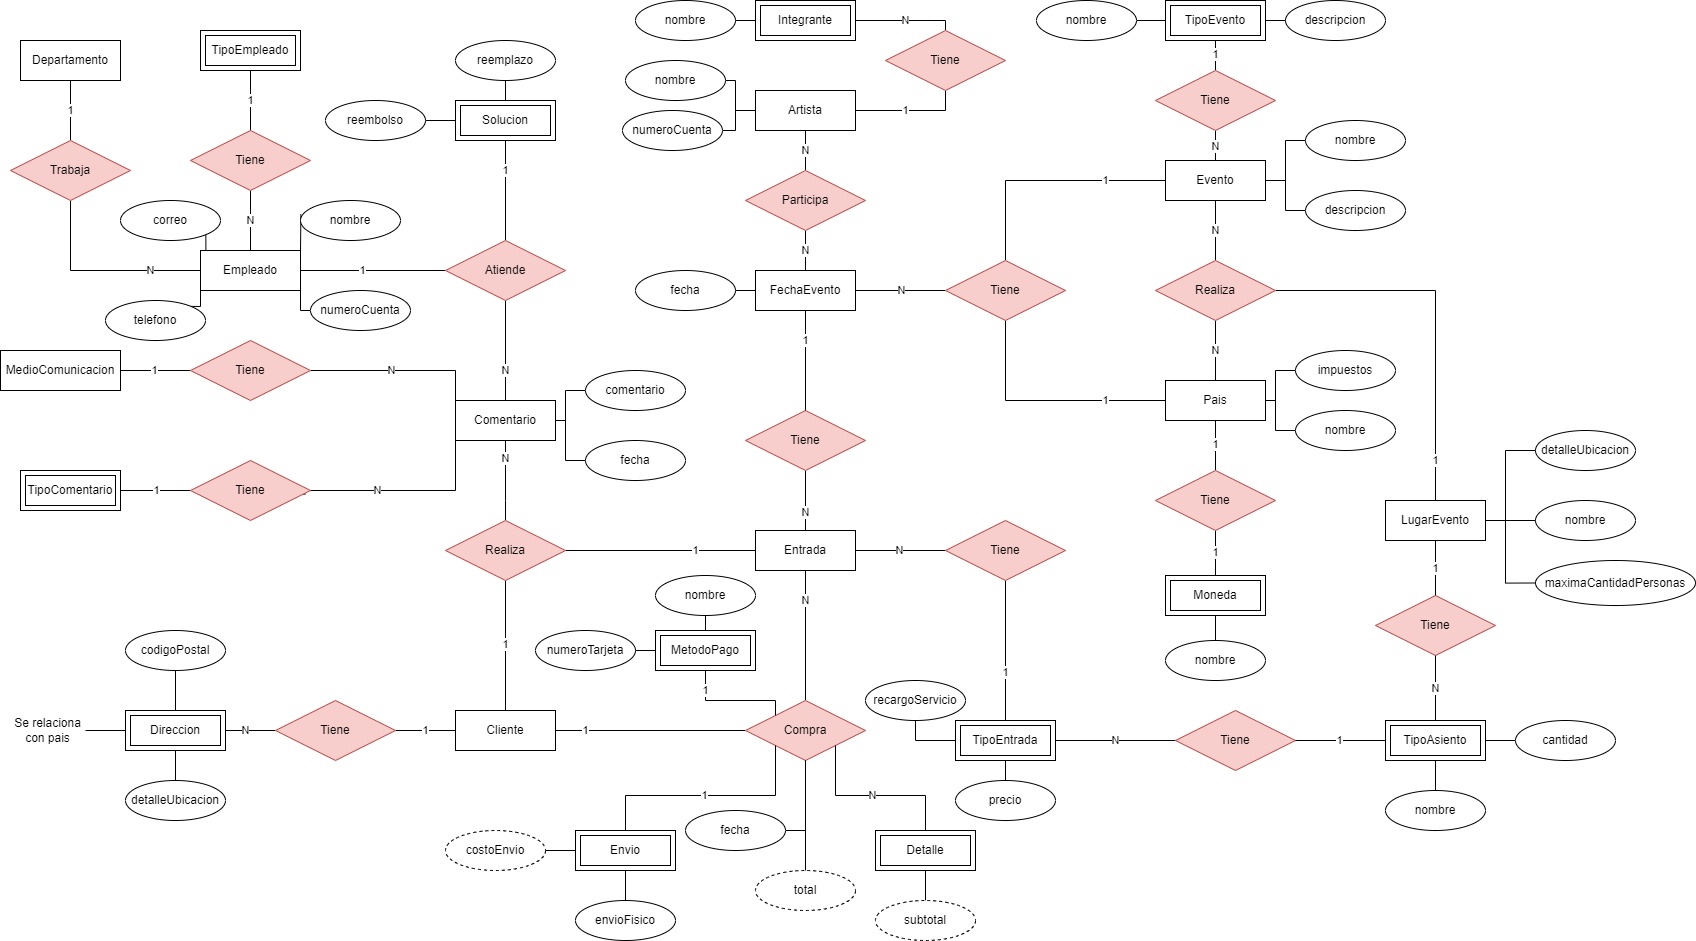 nombre
Integrante
N
nombre
TipoEvento
descripcion
Departamento
TipoEmpleado
reemplazo
Tiene
1
nombre
1
1
reembolso
Solucion
numeroCuenta
Artista
1
Tiene
N
nombre
N
Trabaja
Tiene
1
Participa
1
Evento
correo
N
nombre
descripcion
N
N
N
Empleado
1
Atiende
fecha
FechaEvento
N
Tiene
Realiza
telefono
numeroCuenta
1
N
MedioComunicacion
1
Tiene
N
N
comentario
impuestos
1
Pais
Comentario
nombre
Tiene
1
N
fecha
1
detalleUbicacion
TipoComentario
1
Tiene
N
Tiene
N
LugarEvento
nombre
Realiza
1
Entrada
N
Tiene
1
1
maximaCantidadPersonas
nombre
N
Moneda
Tiene
codigoPostal
1
numeroTarjeta
MetodoPago
nombre
1
1
N
recargoServicio
Se relaciona
con pais
Direccion
N
Tiene
1
Cliente
1
Compra
TipoEntrada
N
Tiene
1
TipoAsiento
cantidad
detalleUbicacion
1
N
precio
nombre
fecha
costoEnvio
Envio
Detalle
total
envioFisico
subtotal